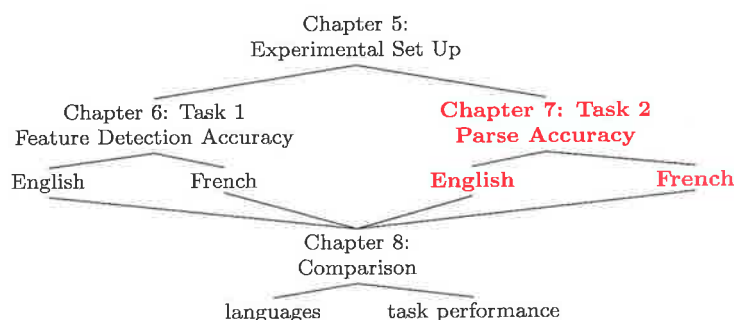 Chapter 5:
Experimental Set Up
Chapter 6: Task 1
Feature Detection Accuracy
Chapter 7: Task 2
Parse Accuracy
English
French
English
French
Chapter 8:
Comparison
languages
task performance